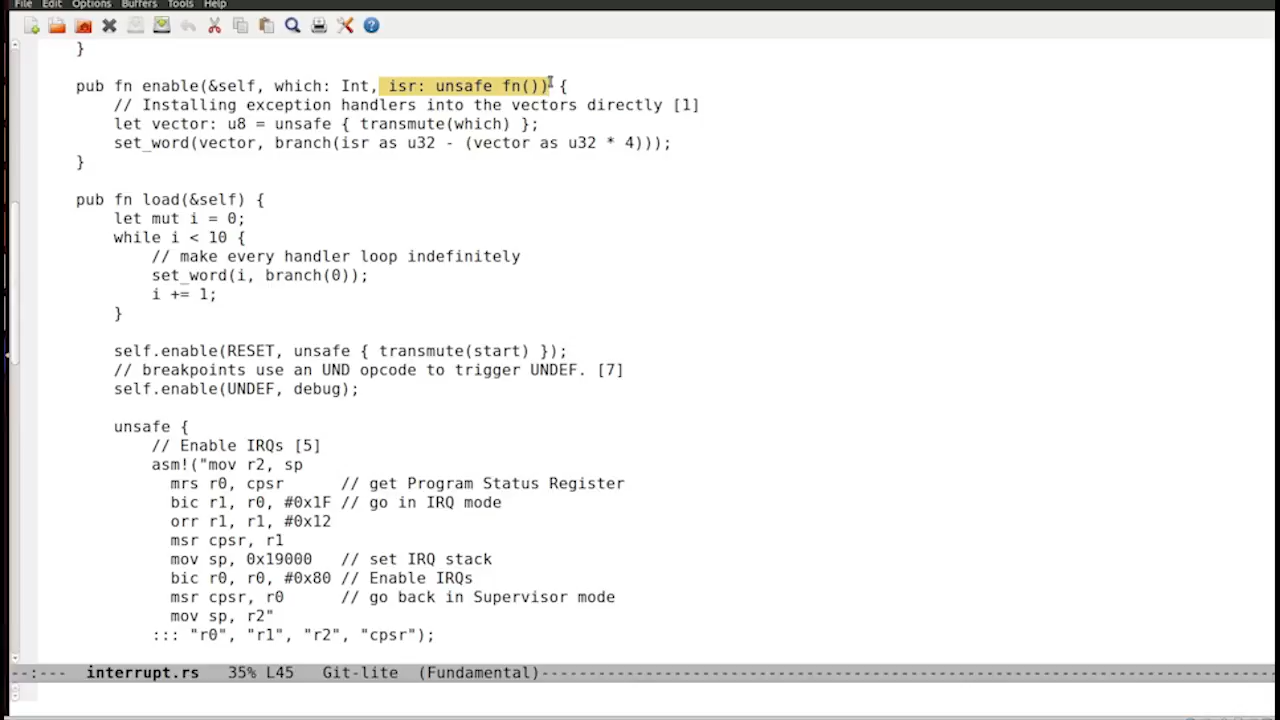 File Edit Options Buffers Tools Help
}
pub fn enable(&self, which: Int, isr: unsafe fn()) {
// Installing exception handlers into the vectors directly [1]
let vector: u8 = unsafe { transmute(which) };
set_word(vector, branch(isr as u32 - (vector as u32 * 4)));
}
pub fn load(&self) {
let mut i = 0;
while i < 10 {
// make every handler loop indefinitely
set_word(i, branch(0));
i += 1;
}
self.enable(RESET, unsafe { transmute(start) });
// breakpoints use an UND opcode to trigger UNDEF. [7]
self.enable(UNDEF, debug);
unsafe {
// Enable IRQs [5]
asm!("mov r2, sp
mrs r0, cpsr // get Program Status Register
bic r1, r0, #0x1F // go in IRQ mode
orr r1, r1, #0x12
msr cpsr, r1
mov sp, 0x19000 // set IRQ stack
bic r0, r0, #0x80 // Enable IRQs
msr cpsr, r0 // go back in Supervisor mode
mov sp, r2"
::: "r0", "r1", "r2", "cpsr");
--:--- interrupt.rs 35% L45 Git-lite (Fundamental)